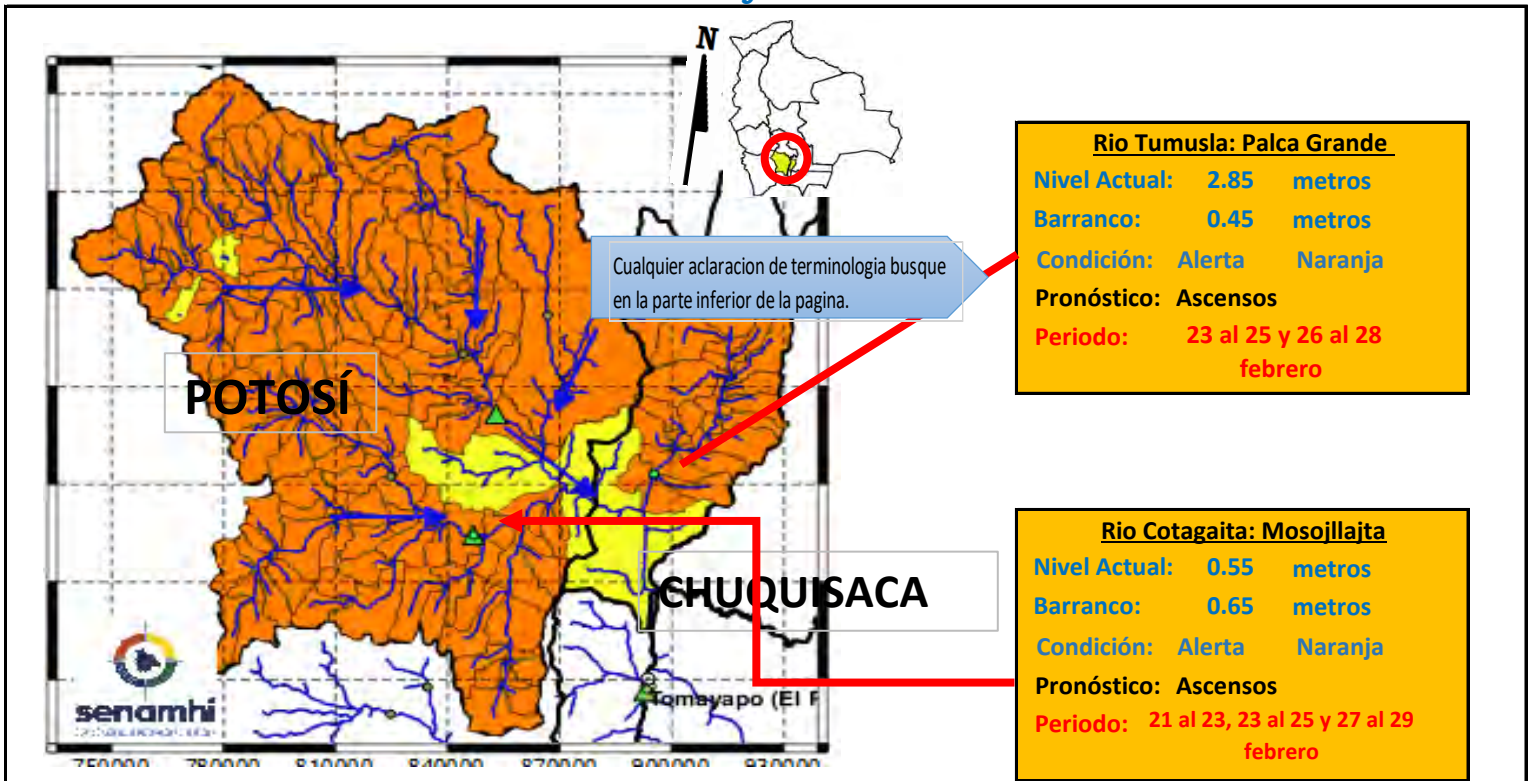 N
Rio Tumusla: Palca Grande
Nivel Actual: 2.85 metros
Barranco: 0.45 metros
Condición: Alerta Naranja
Pronóstico: Ascensos
Periodo: 23 al 25 y 26 al 28
febrero
Cualquier aclaracion de terminologia busque
en la parte inferior de la pagina.
POTOSÍ
CHUQUISACA
Rio Cotagaita: Mosojllajta
Nivel Actual: 0.55 metros
Barranco: 0.65 metros
Condición: Alerta Naranja
Pronóstico: Ascensos
Periodo: 21 al 23, 23 al 25 y 27 al 29
febrero
Tomayapo (El P
senamhi
750000 780000 810000 840000 870000 900000 930000